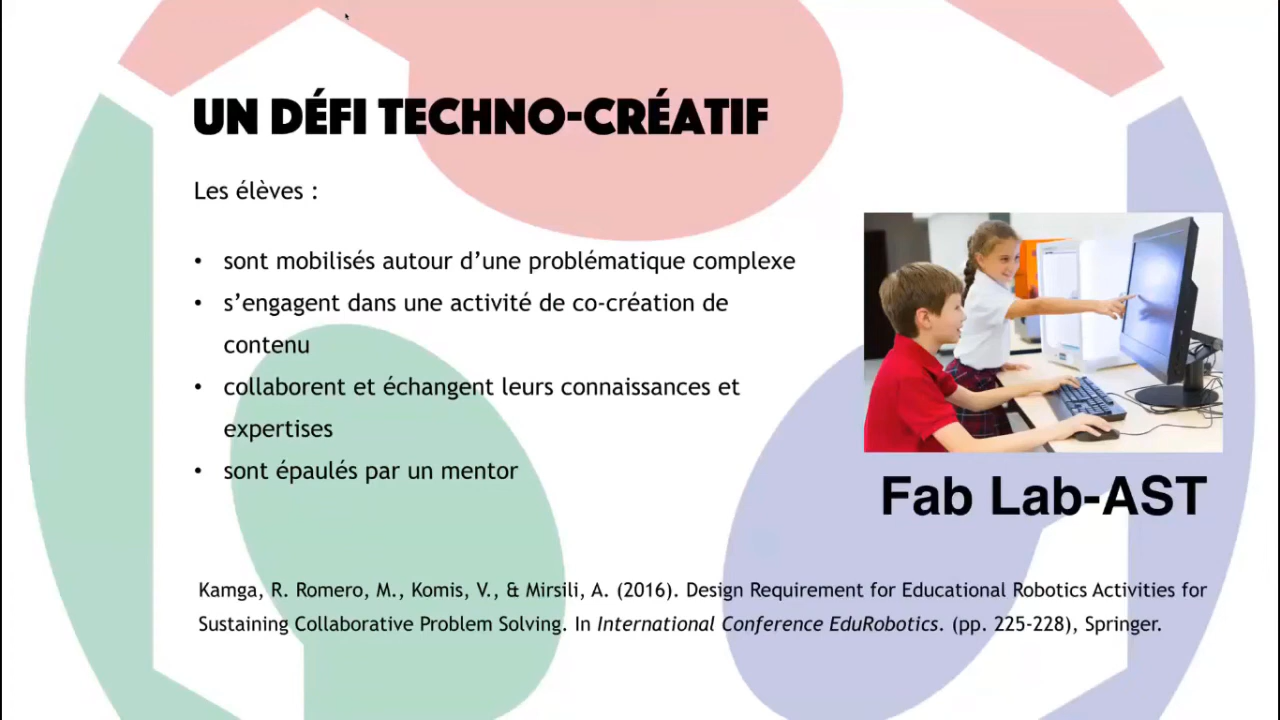 UN DÉFI TECHNO-CRÉATIF
Les élèves :
• sont mobilisés autour d’une problématique complexe
• s’engagent dans une activité de co-création de
contenu
• collaborent et échangent leurs connaissances et
expertises
• sont épaulés par un mentor
Fab Lab-AST
Kamga, R. Romero, M., Komis, V., & Mirsili, A. (2016). Design Requirement for Educational Robotics Activities for
Sustaining Collaborative Problem Solving. In International Conference EduRobotics. (pp. 225-228), Springer.